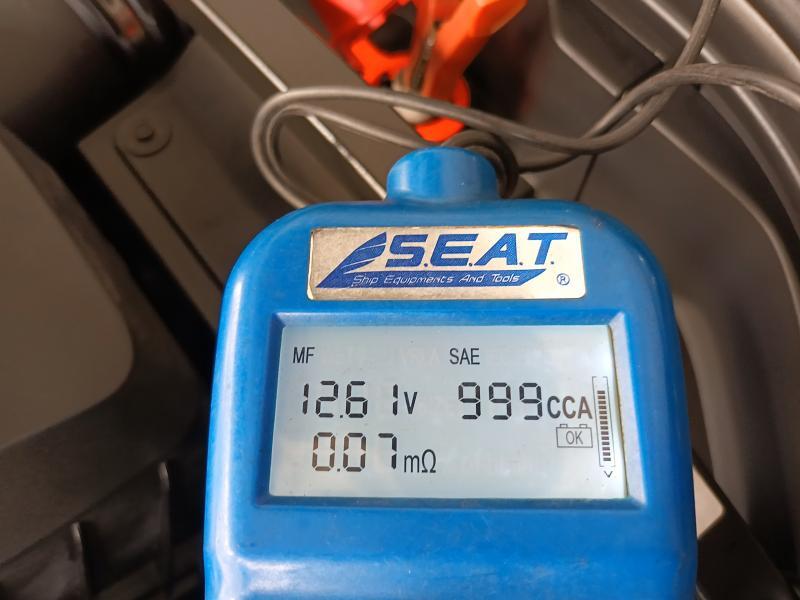 S.E.A.T.
Ship Equipments And Tools ®
MF SAE
12.61V 999CCA
OK
0.07mΩ